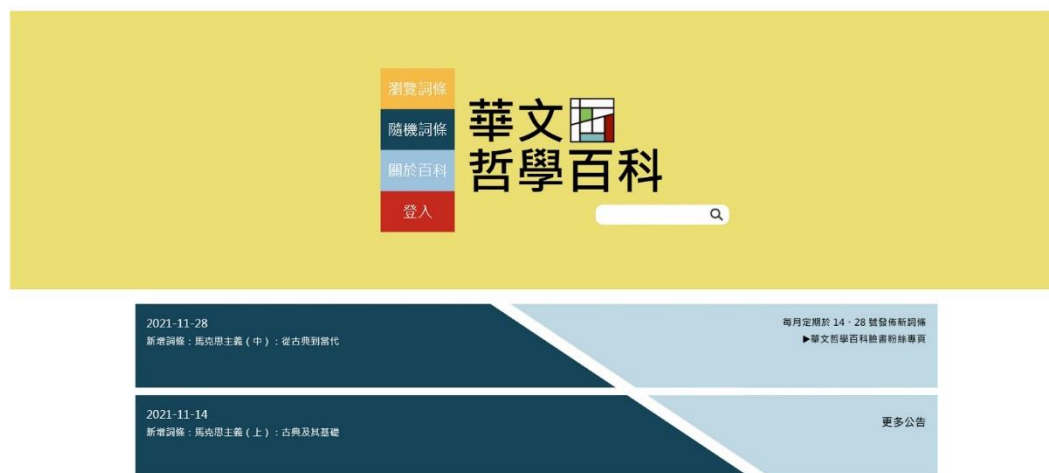 瀏覽詞條
隨機詞條
關於百科
登入
華文
哲學百科
2021-11-28
新增詞條：馬克思主義（中）：從古典到當代
每月定期於 14、28 號發佈新詞條
▶華文哲學百科臉書粉絲專頁
2021-11-14
新增詞條：馬克思主義（上）：古典及其基礎
更多公告